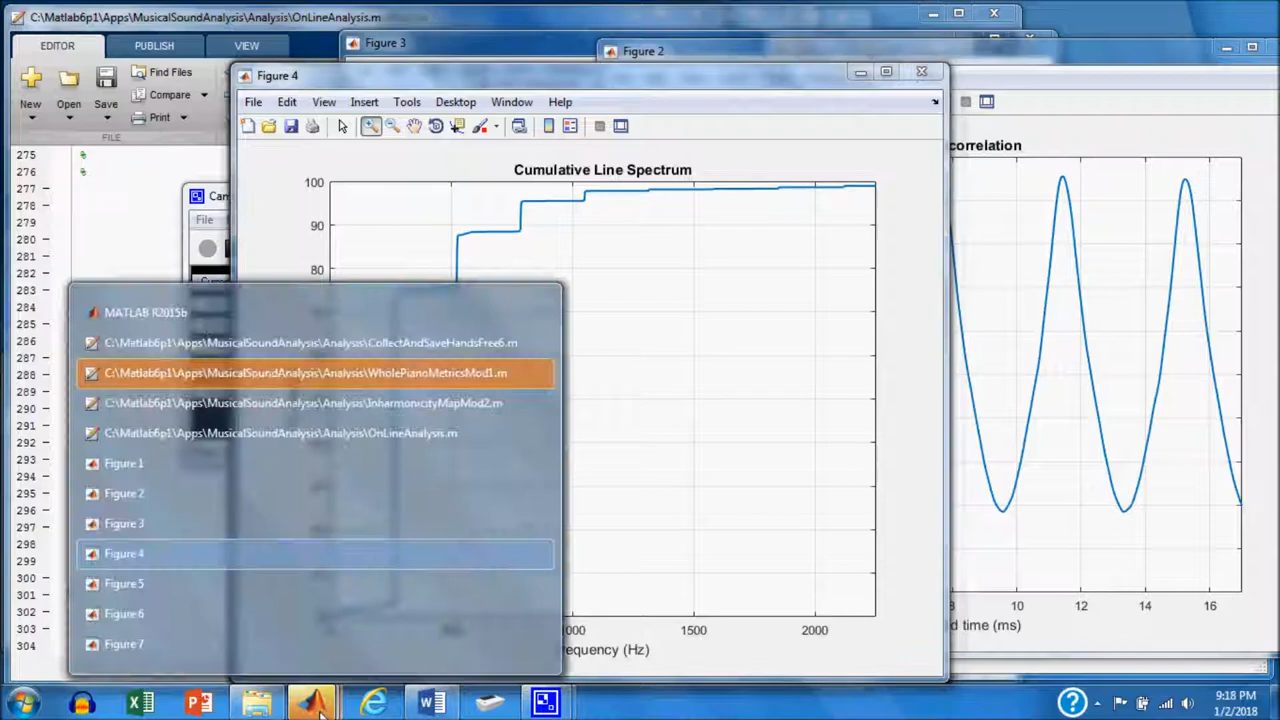 C:\Matlab6p1\Apps\MusicalSoundAnalysis\Analysis\OnLineAnalysis.m
EDITOR PUBLISH VIEW
Figure 3
Figure 2
Figure 4
New Open Save
Find Files
Compare
Print
FILE
File Edit View Insert Tools Desktop Window Help
275
276
277
278
279
280
281
282
283
284
285
286
287
288
289
290
291
292
293
294
295
296
297
298
299
300
301
302
303
304
File
Cumulative Line Spectrum
100
90
80
1000 1500 2000
correlation
10 12 14 16
MATLAB R2015b
C:\Matlab6p1\Apps\MusicalSoundAnalysis\Analysis\CollectAndSaveHandsFree6.m
C:\Matlab6p1\Apps\MusicalSoundAnalysis\Analysis\WholePianoMetricsMod1.m
C:\Matlab6p1\Apps\MusicalSoundAnalysis\Analysis\InharmonicityMapMod2.m
C:\Matlab6p1\Apps\MusicalSoundAnalysis\Analysis\OnLineAnalysis.m
Figure 1
Figure 2
Figure 3
Figure 4
Figure 5
Figure 6
Figure 7
requency (Hz)
d time (ms)
9:18 PM
1/2/2018